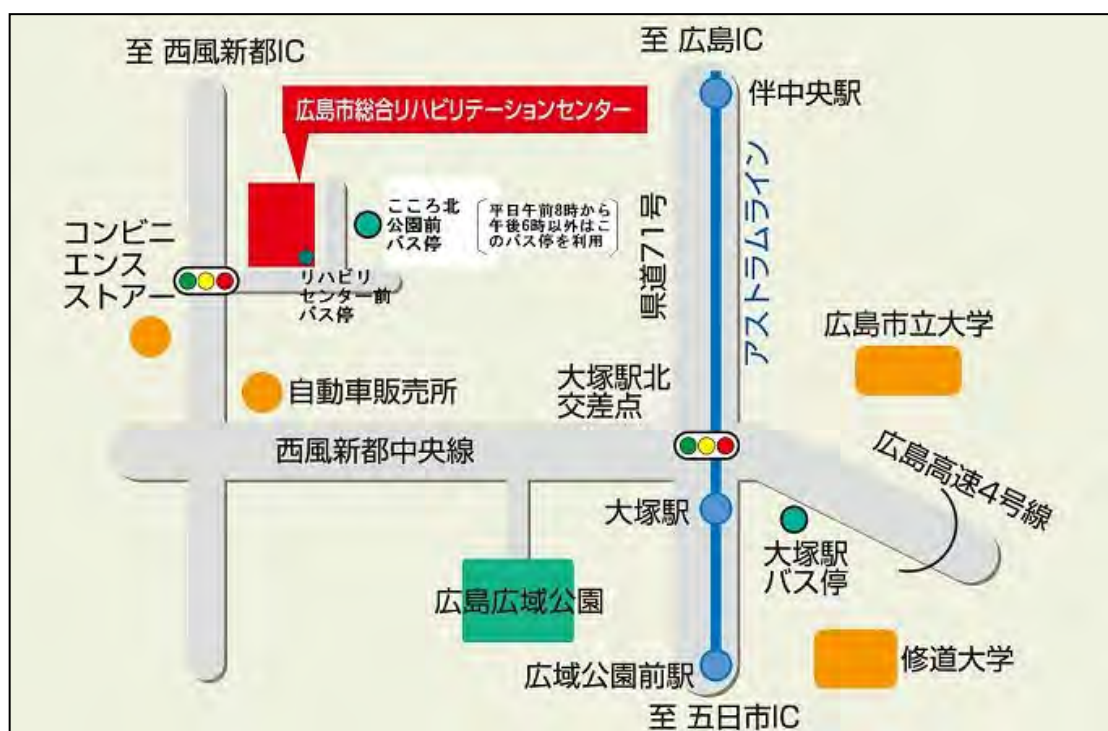 至 西風新都IC
至 広島IC
広島市総合リハビリテーションセンター
伴中央駅
こころ北
公園前
バス停
平日午前8時から
午後6時以外はこ
のバス停を利用
県道71号
アストラムライン
コンビニ
エンス
ストアー
リハビリ
センター前
バス停
広島市立大学
自動車販売所
大塚駅北
交差点
西風新都中央線
広島高速4号線
大塚駅
大塚駅
バス停
広島広域公園
修道大学
広域公園前駅
至 五日市IC